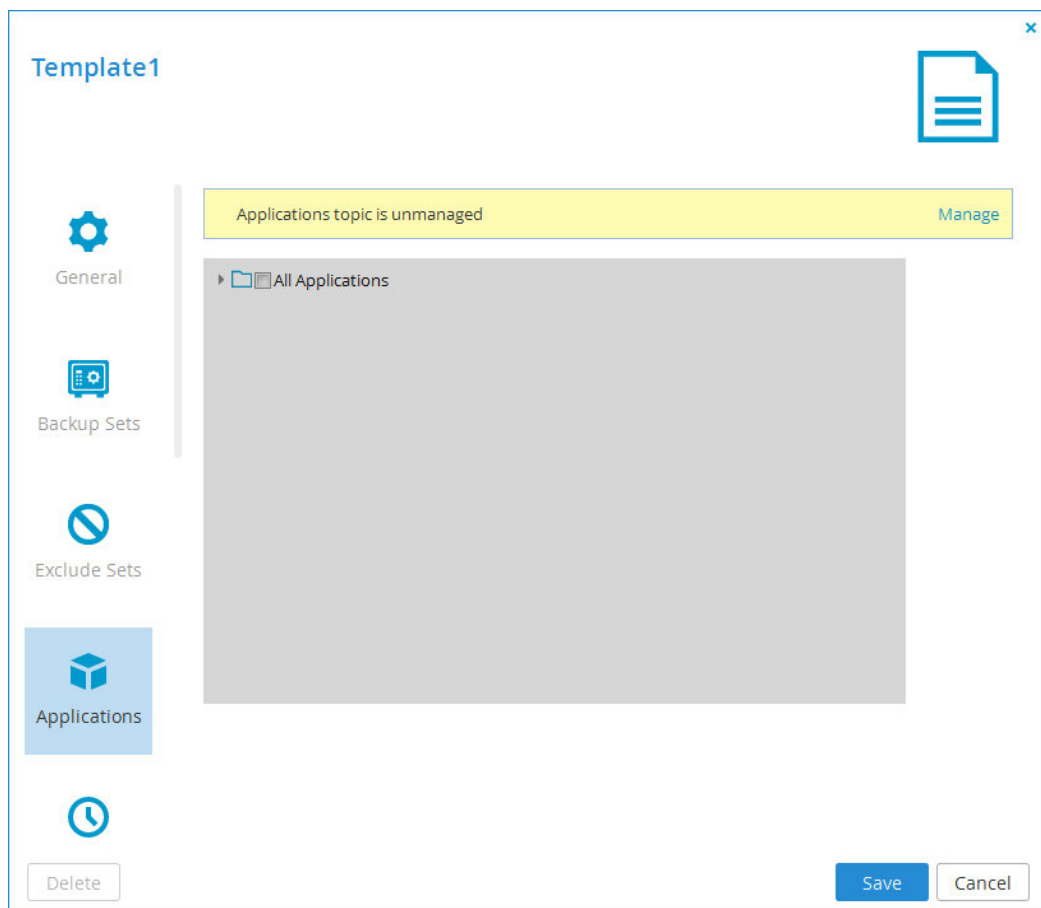 ×
Template1
Applications topic is unmanaged
Manage
General
All Applications
Backup Sets
Exclude Sets
Applications
Delete
Save
Cancel